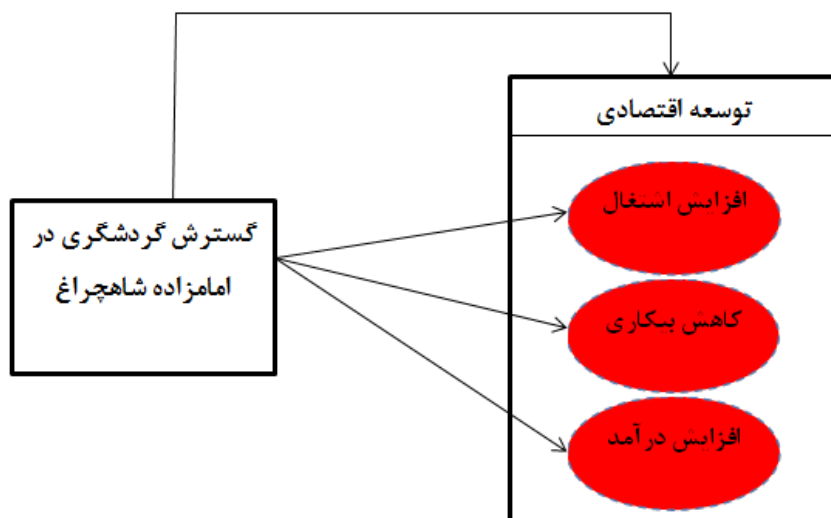 توسعه اقتصادی
افزایش اشتغال
گسترش گردشگری در
امامزاده شاهچراغ
کاهش بیکاری
افزایش درآمد